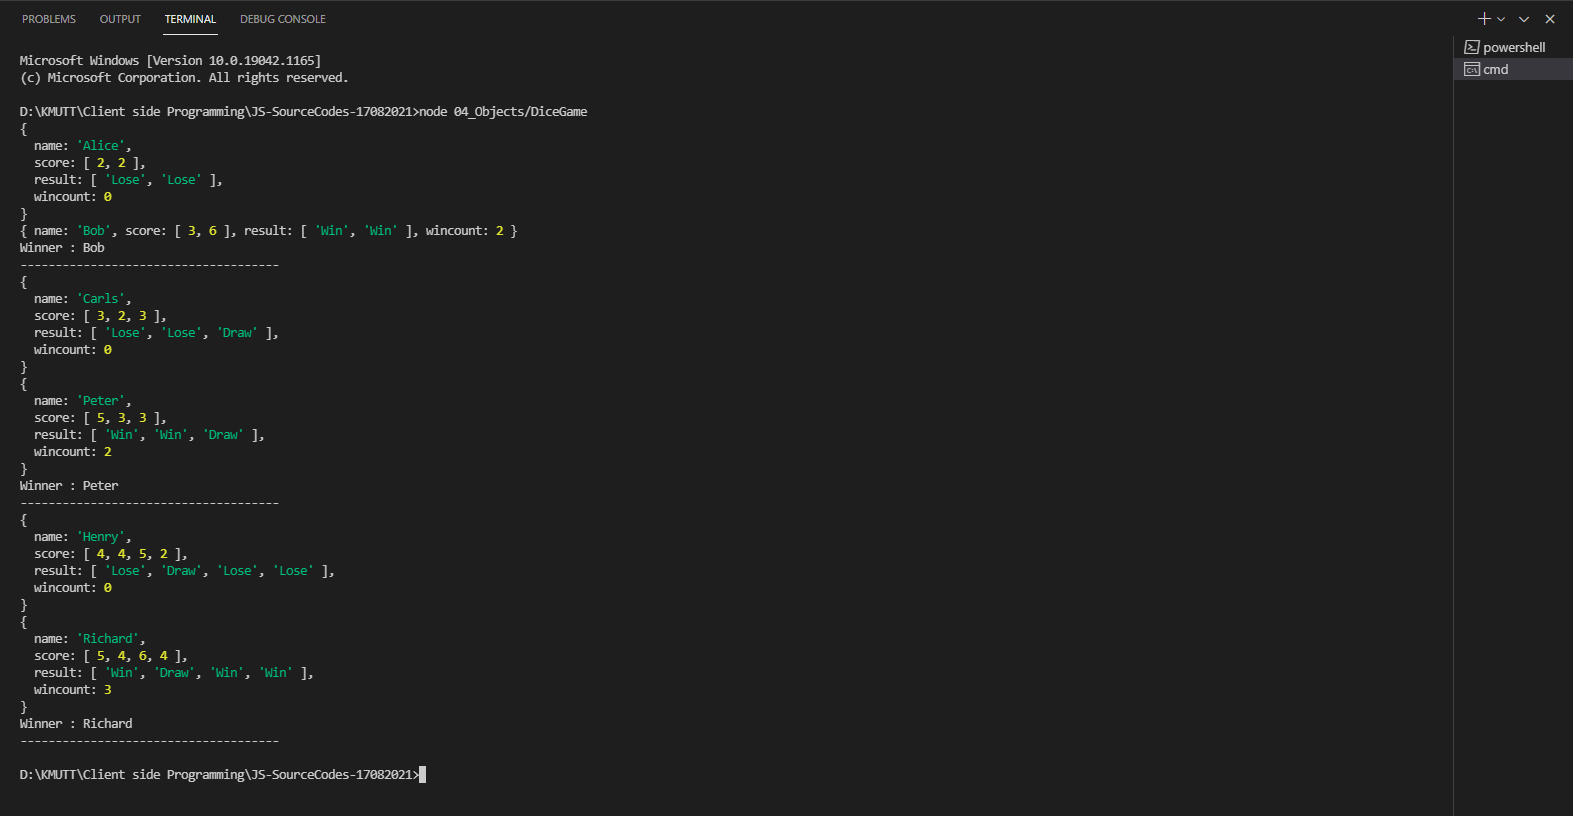 PROBLEMS OUTPUT TERMINAL DEBUG CONSOLE
powershell
cmd
Microsoft Windows [Version 10.0.19042.1165]
(c) Microsoft Corporation. All rights reserved.
D:\KMUTT\Client side Programming\JS-SourceCodes-17082021>node 04_Objects/DiceGame
{
  name: 'Alice',
  score: [ 2, 2 ],
  result: [ 'Lose', 'Lose' ],
  wincount: 0
}
{ name: 'Bob', score: [ 3, 6 ], result: [ 'Win', 'Win' ], wincount: 2 }
Winner : Bob
-------------------------------------
{
  name: 'Carls',
  score: [ 3, 2, 3 ],
  result: [ 'Lose', 'Lose', 'Draw' ],
  wincount: 0
}
{
  name: 'Peter',
  score: [ 5, 3, 3 ],
  result: [ 'Win', 'Win', 'Draw' ],
  wincount: 2
}
Winner : Peter
-------------------------------------
{
  name: 'Henry',
  score: [ 4, 4, 5, 2 ],
  result: [ 'Lose', 'Draw', 'Lose', 'Lose' ],
  wincount: 0
}
{
  name: 'Richard',
  score: [ 5, 4, 6, 4 ],
  result: [ 'Win', 'Draw', 'Win', 'Win' ],
  wincount: 3
}
Winner : Richard
-------------------------------------
D:\KMUTT\Client side Programming\JS-SourceCodes-17082021>